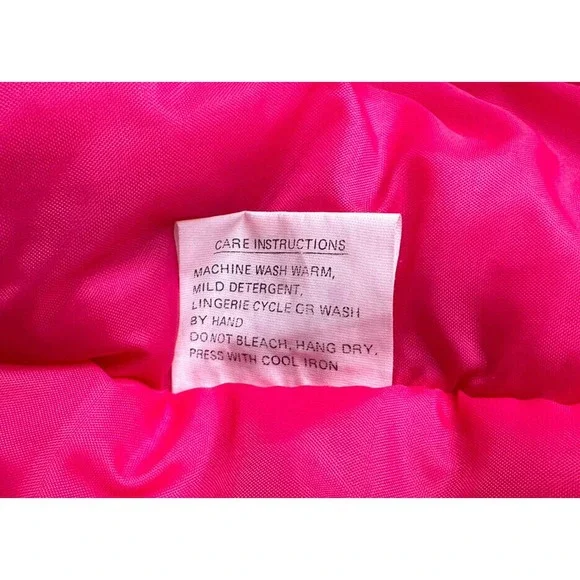 CARE INSTRUCTIONS
MACHINE WASH WARM,
MILD DETERGENT,
LINGERIE CYCLE OR WASH
BY HAND
DO NOT BLEACH, HANG DRY,
PRESS WITH COOL IRON